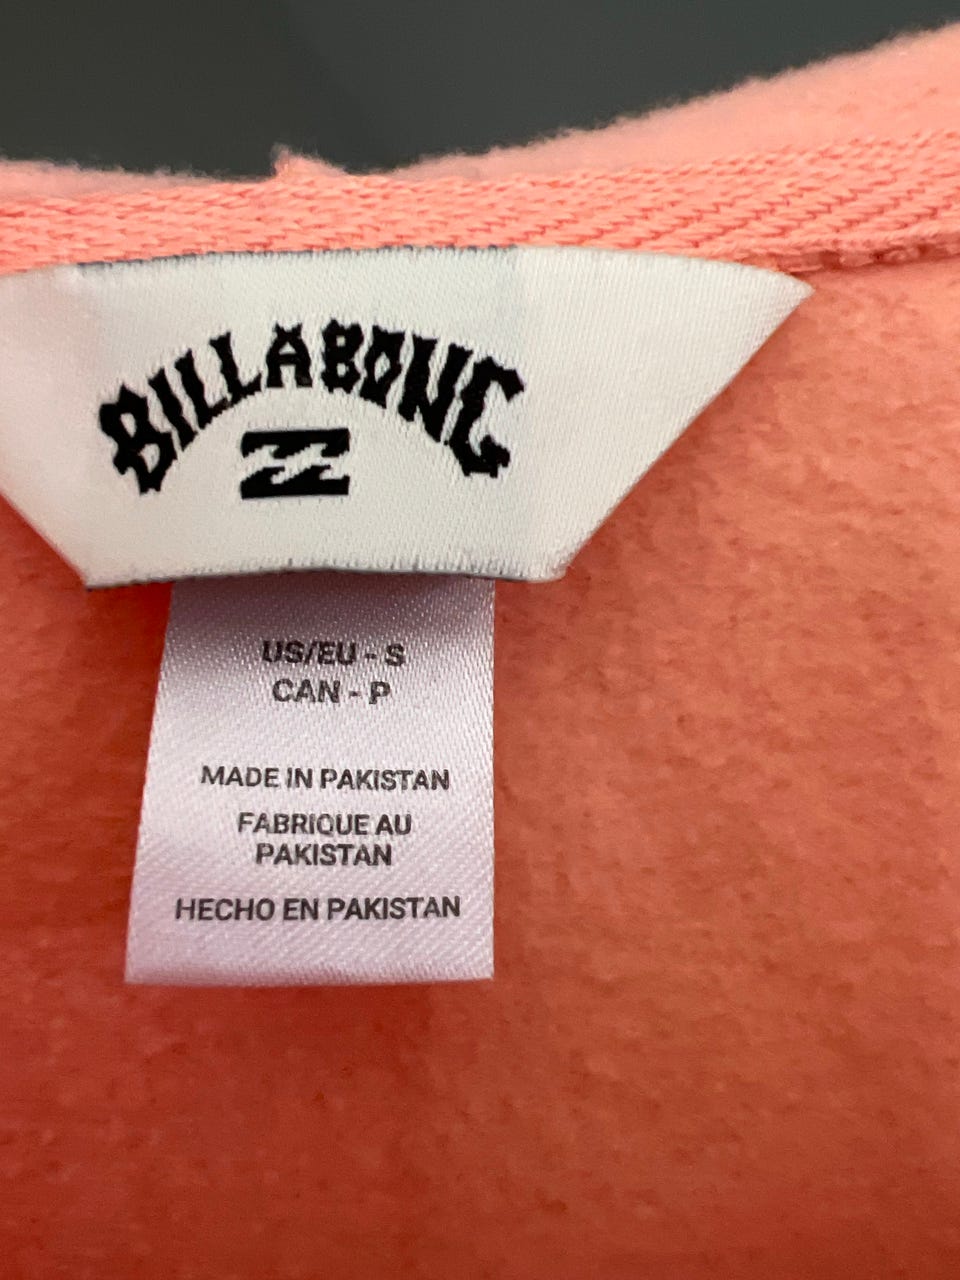 BILLABONG
US/EU - S
CAN - P
MADE IN PAKISTAN
FABRIQUE AU
PAKISTAN
HECHO EN PAKISTAN